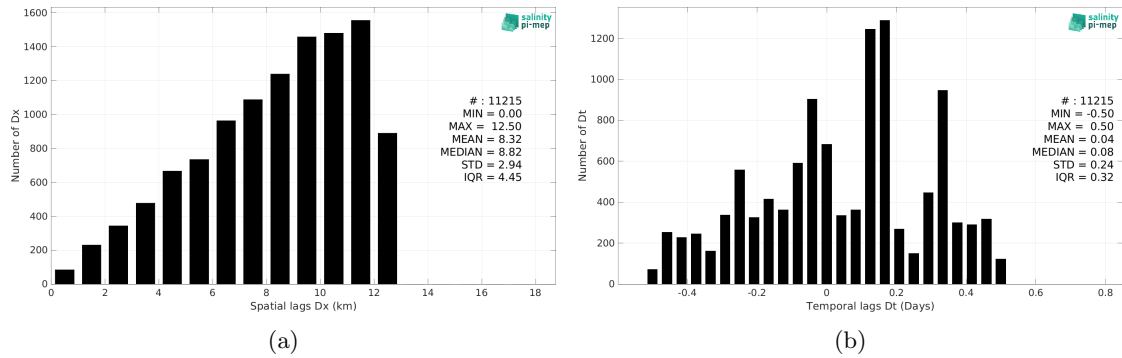 1600
1400
1200
1000
800
600
400
200
0
Number of Dx
0 2 4 6 8 10 12 14 16 18
Spatial lags Dx (km)
salinity
pi-mep
# : 11215
MIN = 0.00
MAX = 12.50
MEAN = 8.32
MEDIAN = 8.82
STD = 2.94
IQR = 4.45
(a)
1200
1000
800
600
400
200
0
Number of Dt
-0.4 -0.2 0 0.2 0.4 0.6 0.8
Temporal lags Dt (Days)
salinity
pi-mep
# : 11215
MIN = -0.50
MAX = 0.50
MEAN = 0.04
MEDIAN = 0.08
STD = 0.24
IQR = 0.32
(b)